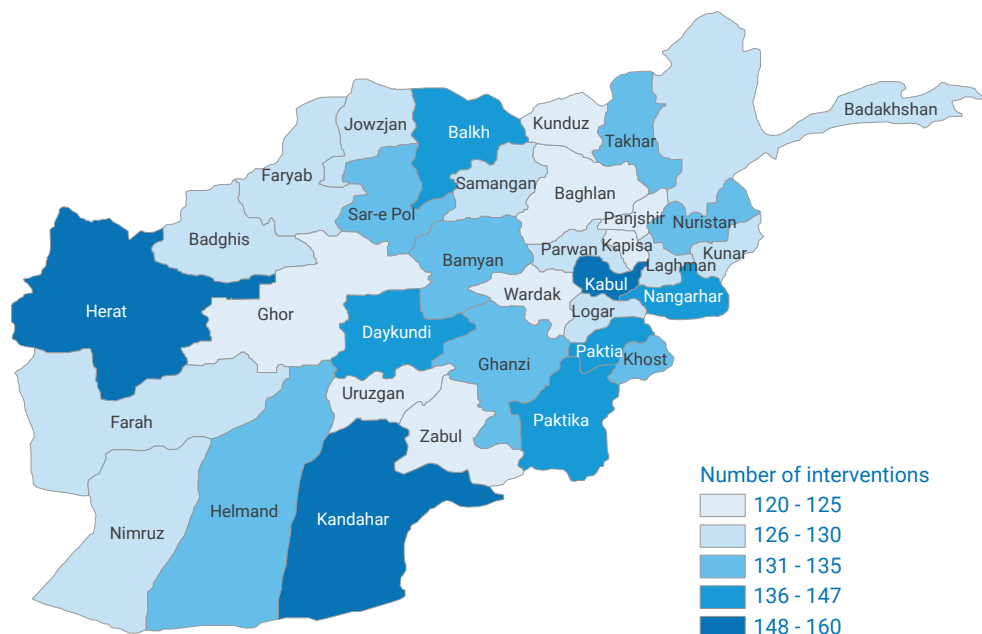 Badakhshan
Jowzjan
Balkh
Kunduz
Takhar
Faryab
Samangan
Baghlan
Sar-e Pol
Panjshir
Nuristan
Badghis
Parwan
Kapisa
Kunar
Bamyan
Laghman
Kabul
Wardak
Nangarhar
Herat
Ghor
Logar
Daykundi
Paktia
Khost
Ghanzi
Uruzgan
Farah
Zabul
Paktika
Helmand
Kandahar
Nimruz
Number of interventions
120 - 125
126 - 130
131 - 135
136 - 147
148 - 160